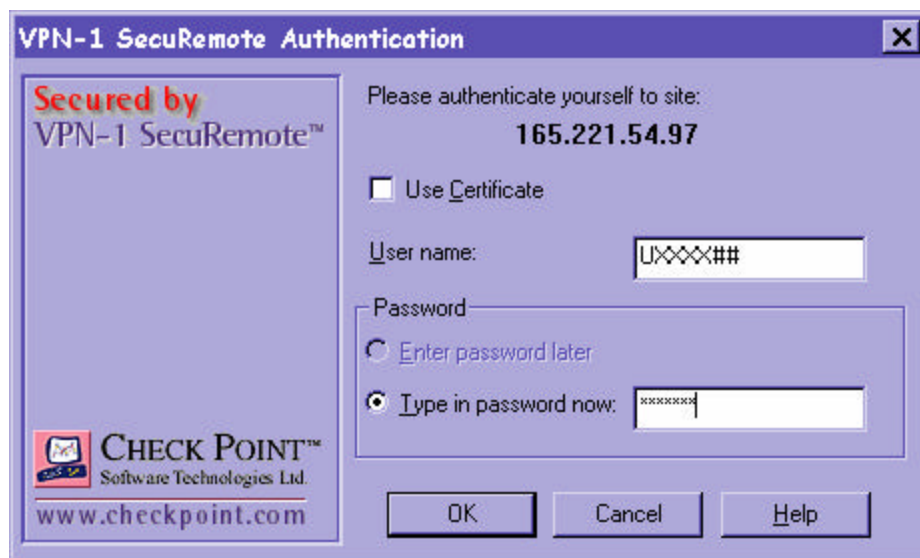 VPN-1 SecuRemote Authentication
Secured by
VPN-1 SecuRemote™
Please authenticate yourself to site:
165.221.54.97
Use Certificate
User name:
UXXXX##
Password
Enter password later
Type in password now:
*******
CHECK POINT™
Software Technologies Ltd.
www.checkpoint.com
OK
Cancel
Help